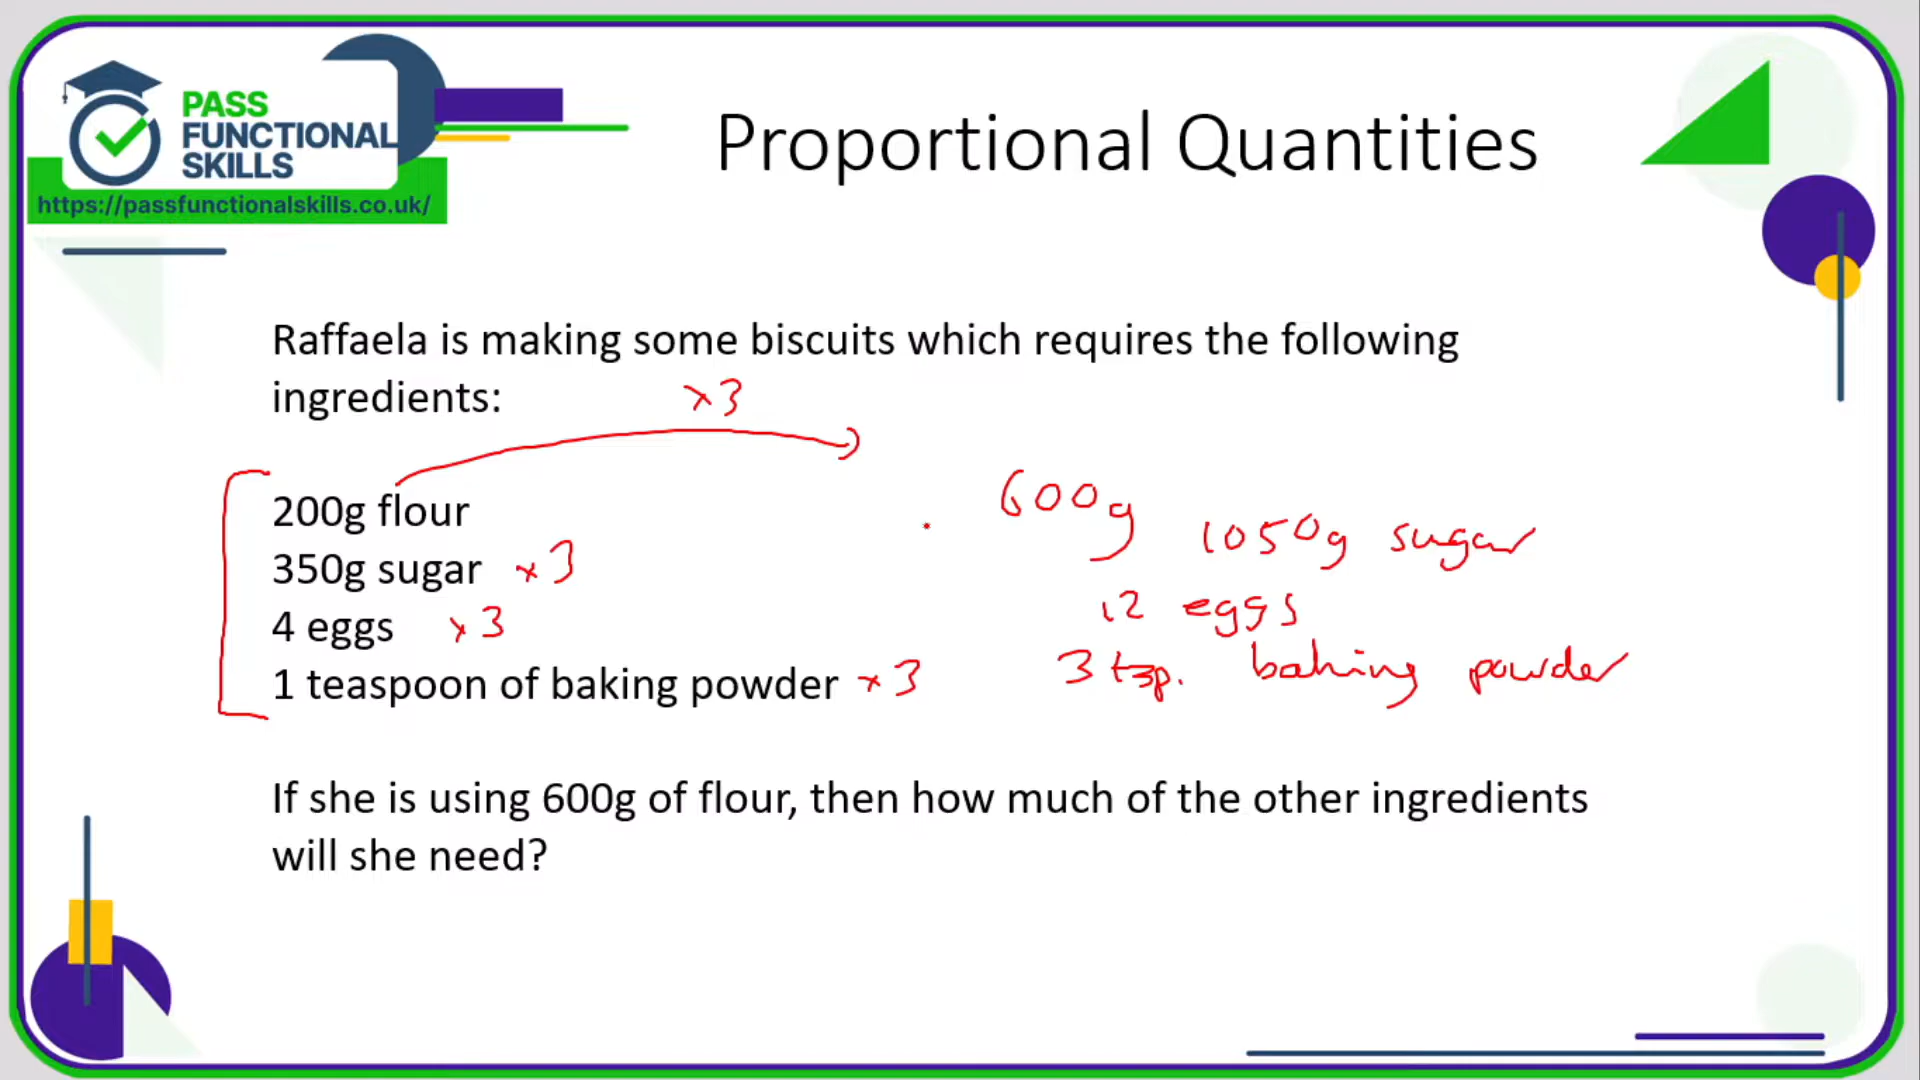 PASS
FUNCTIONAL
SKILLS
https://passfunctionalskills.co.uk/
Proportional Quantities
Raffaela is making some biscuits which requires the following
ingredients:
×3
200g flour
600g
350g sugar ×3
1050g sugar
4 eggs ×3
12 eggs
1 teaspoon of baking powder ×3
3 tsp. baking powder
If she is using 600g of flour, then how much of the other ingredients
will she need?